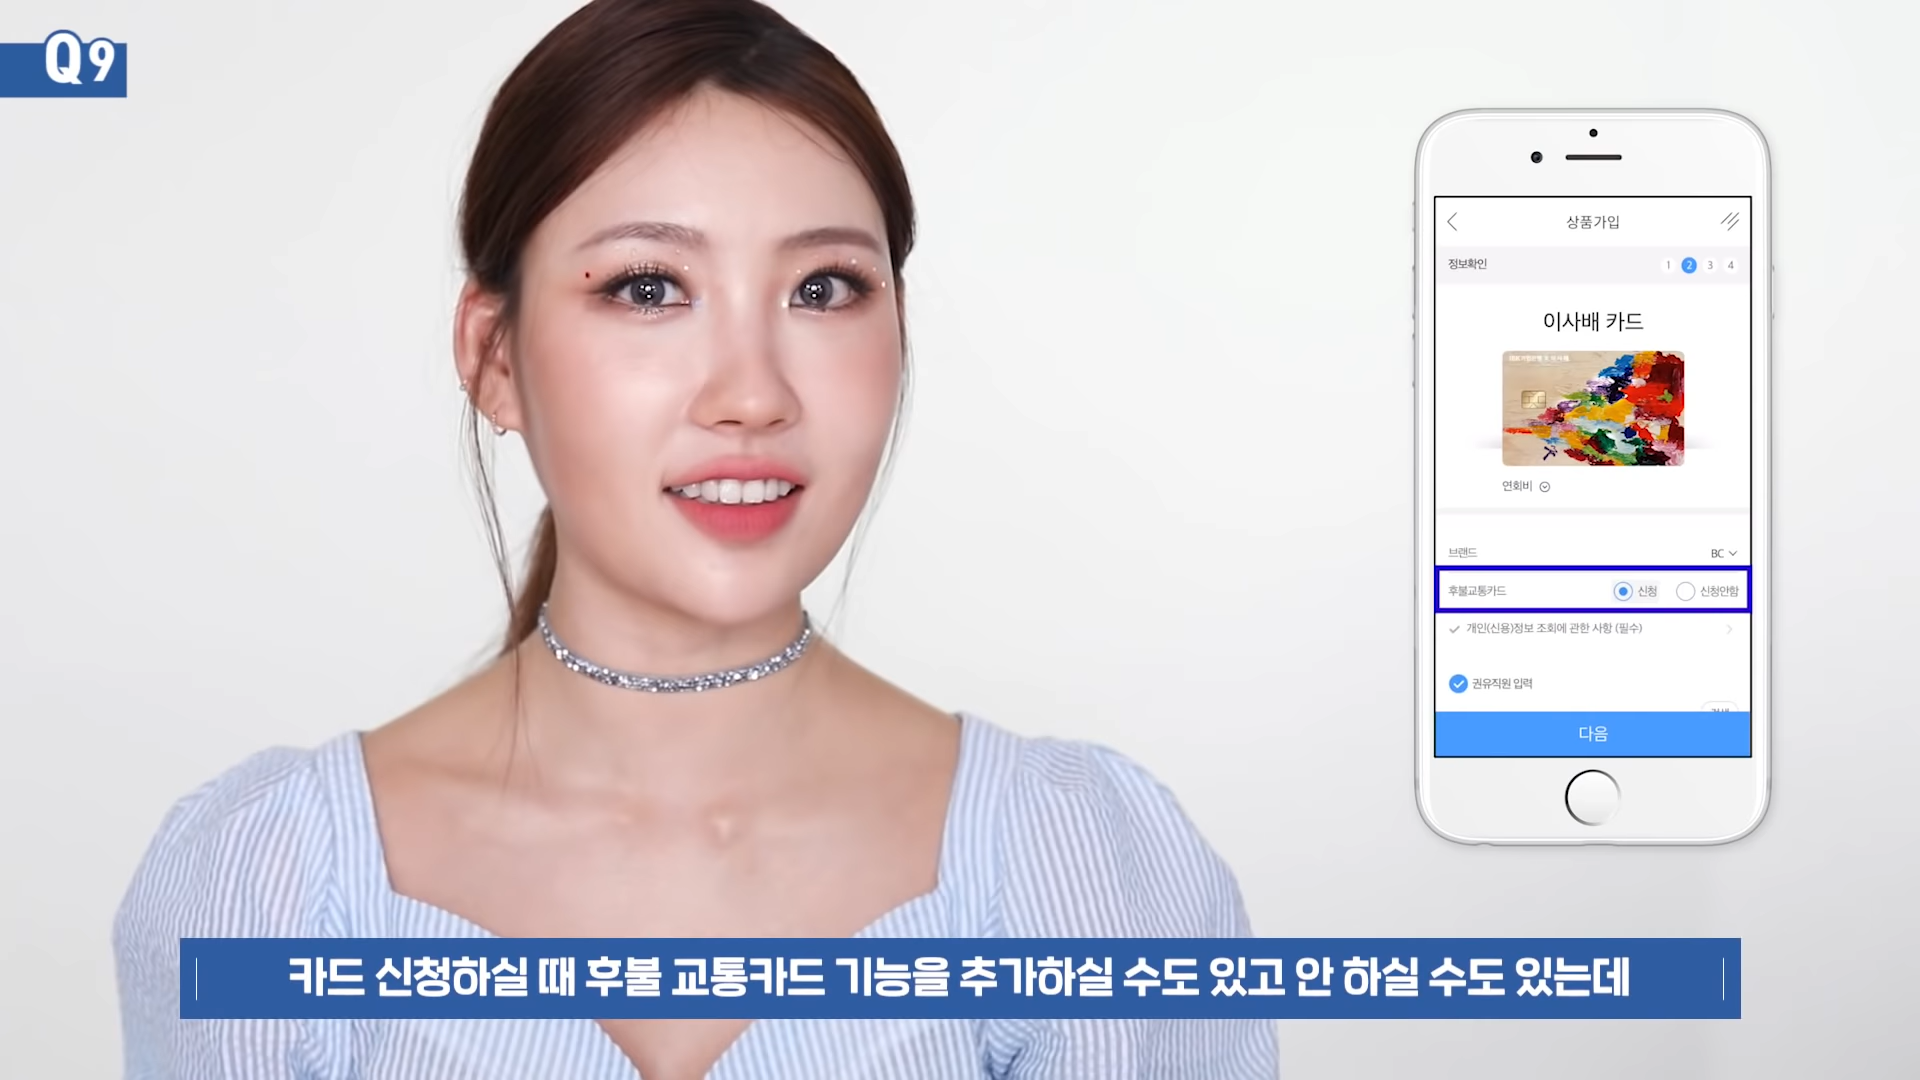 Q9
상품가입
정보확인
1 2 3 4
이사배 카드
연회비
브랜드
BC
후불교통카드
신청
신청안함
개인(신용)정보 조회에 관한 사항 (필수)
권유직원 입력
다음
카드 신청하실 때 후불 교통카드 기능을 추가하실 수도 있고 안 하실 수도 있는데